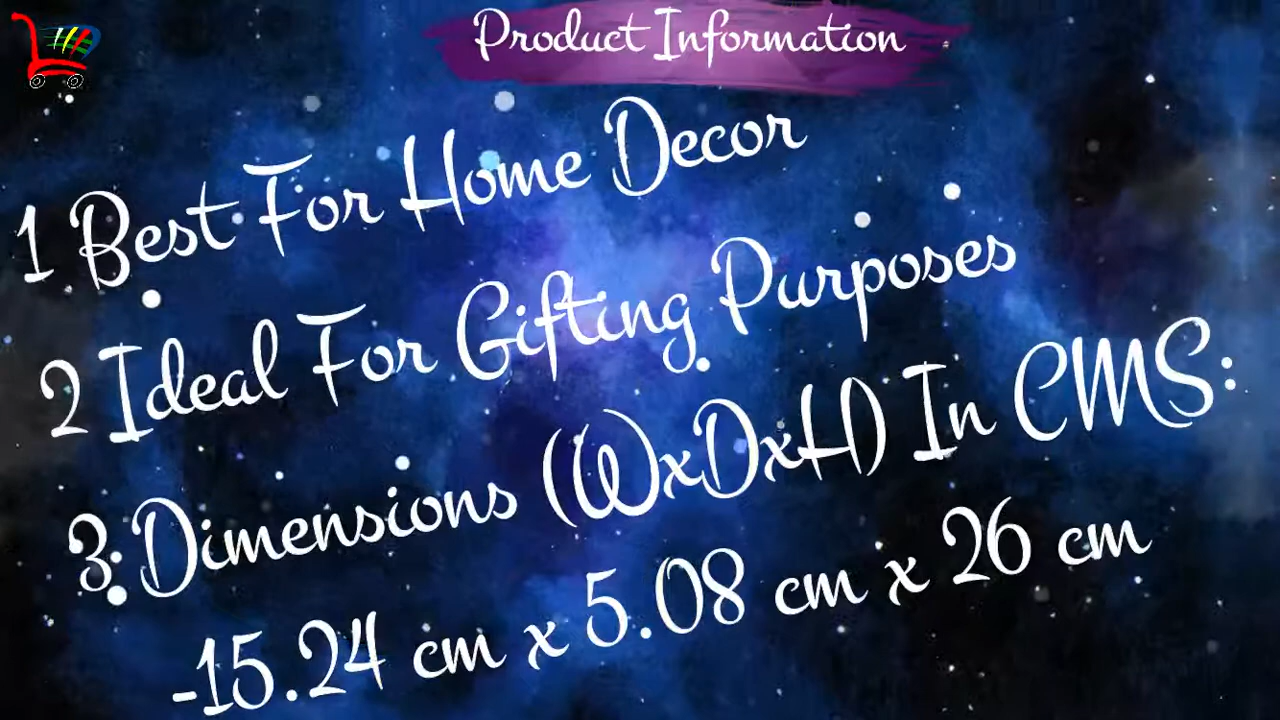 Product Information
1 Best For Home Decor
2 Ideal For Gifting Purposes
3 Dimensions (WxDxH) In CMS:
-15.24 cm x 5.08 cm x 26 cm